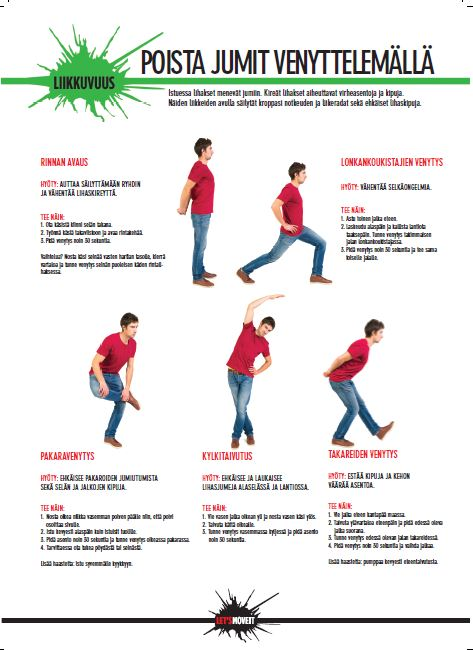 POISTA JUMIT VENYTTELEMÄLLÄ
LIIKKUVUUS
Istuessa lihakset menevät jumiin. Kireät lihakset aiheuttavat virheasentoja ja kipuja.
Näiden liikkeiden avulla säilytät kroppasi notkeuden ja liikeradat sekä ehkäiset lihaskipuja.
RINNAN AVAUS
HYÖTY: AUTTAA SÄILYTTÄMÄÄN RYHDIN
JA VÄHENTÄÄ LIHASKIREYTTÄ.
TEE NÄIN:
1. Ota käsistä kiinni selän takana.
2. Työnnä käsiä takaviistoon ja avaa rintakehää.
3. Pidä venytys noin 30 sekuntia.
Vaihtelua? Nosta käsi seinää vasten hartian tasolle, kierrä
vartaloa ja tunne venytys seinän puoleisen käden rintali-
haksessa.
LONKANKOUKISTAJIEN VENYTYS
HYÖTY: VÄHENTÄÄ SELKÄONGELMIA.
TEE NÄIN:
1. Astu toinen jalka eteen.
2. Laskeudu alaspäin ja kallista lantiota
taaksepäin. Tunne venytys takimmaisen
jalan lonkankoukistajassa.
3. Pidä venytys noin 30 sekuntia ja tee sama
toiselle jalalle.
PAKARAVENYTYS
HYÖTY: EHKÄISEE PAKAROIDEN JUMIUTUMISTA
SEKÄ SELÄN JA JALKOJEN KIPUJA.
TEE NÄIN:
1. Nosta oikea nilkka vasemman polven päälle niin, että polvi
osoittaa sivulle.
2. Istu kevyesti alaspäin kuin istuisit tuolille.
3. Pidä asento noin 30 sekuntia ja tunne venytys oikeassa pakarassa.
4. Tarvittaessa ota tukea pöydästä tai seinästä.
Lisää haastetta: Istu syvemmälle kyykkyyn.
KYLKITAIVUTUS
HYÖTY: EHKÄISEE JA LAUKAISEE
LIHASJUMEJA ALASELÄSSÄ JA LANTIOSSA.
TEE NÄIN:
1. Vie vasen jalka oikean yli ja nosta vasen käsi ylös.
2. Taivuta kättä oikealle.
3. Tunne venytys vasemmassa kyljessä ja pidä asento
noin 30 sekuntia.
TAKAREIDEN VENYTYS
HYÖTY: ESTÄÄ KIPUJA JA KEHON
VÄÄRÄÄ ASENTOA.
TEE NÄIN:
1. Vie jalka eteen kantapää maassa.
2. Taivuta ylävartaloa eteenpäin ja pidä edessä oleva
jalka suorana.
3. Tunne venytys edessä olevan jalan takareidessä.
4. Pidä venytys noin 30 sekuntia ja vaihda jalkaa.
Lisää haastetta: pumppaa kevyesti eteentaivutusta.
LET'S MOVE IT